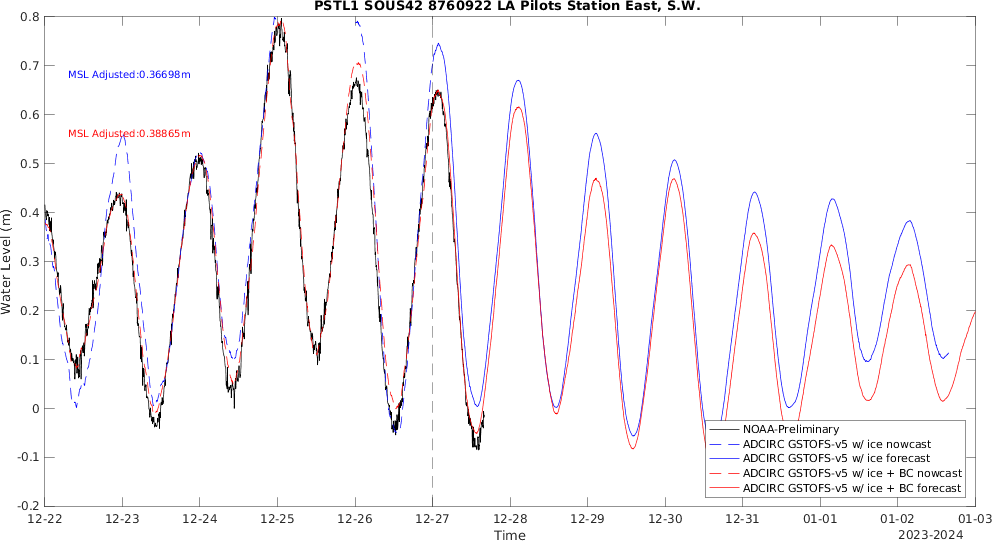 PSTL1 SOUS42 8760922 LA Pilots Station East, S.W.
0.8
0.7
0.6
0.5
0.4
0.3
0.2
0.1
0
-0.1
-0.2
Water Level (m)
MSL Adjusted:0.36698m
MSL Adjusted:0.38865m
NOAA-Preliminary
ADCIRC GSTOFS-v5 w/ ice nowcast
ADCIRC GSTOFS-v5 w/ ice forecast
ADCIRC GSTOFS-v5 w/ ice + BC nowcast
ADCIRC GSTOFS-v5 w/ ice + BC forecast
12-22 12-23 12-24 12-25 12-26 12-27 12-28 12-29 12-30 12-31 01-01 01-02 01-03
Time
2023-2024